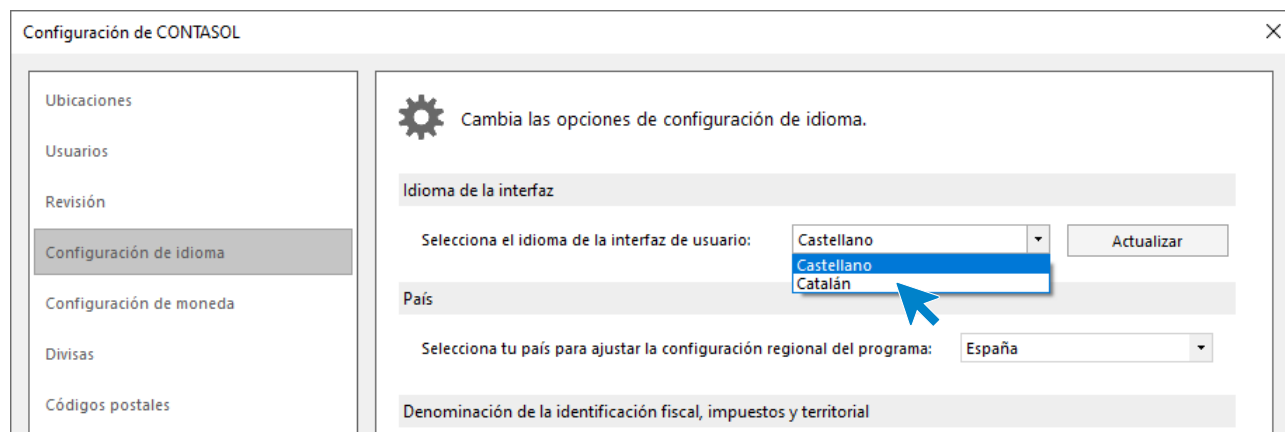 Configuración de CONTASOL
Ubicaciones
Usuarios
Revisión
Configuración de idioma
Configuración de moneda
Divisas
Códigos postales
Cambia las opciones de configuración de idioma.
Idioma de la interfaz
Selecciona el idioma de la interfaz de usuario: Castellano Actualizar
Castellano
Catalán
País
Selecciona tu país para ajustar la configuración regional del programa: España
Denominación de la identificación fiscal, impuestos y territorial